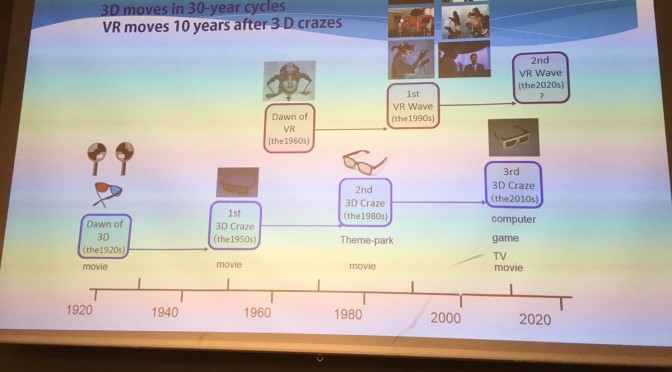 3D moves in 30-year cycles
VR moves 10 years after 3D crazes
2nd
VR Wave
(the2020s)
?
1st
VR Wave
(the1990s)
Dawn of
VR
(the1960s)
3rd
3D Craze
(the2010s)
2nd
3D Craze
(the1980s)
1st
3D Craze
(the1950s)
Dawn of
3D
(the1920s)
movie
movie
Theme-park
movie
computer
game
TV
movie
1920
1940
1960
1980
2000
2020